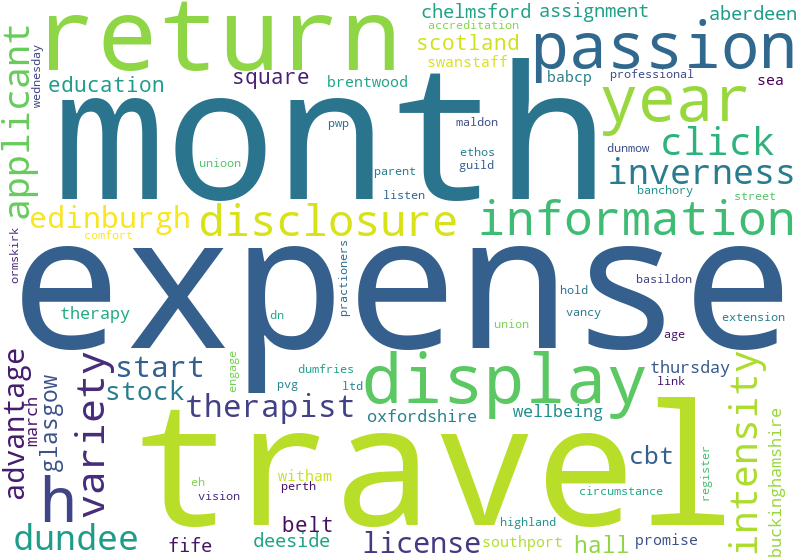 return
chelmsford
assignment
aberdeen
accreditation
passion
scotland
swanstaff
wednesday
education
square
brentwood
babcp
professional
sea
month
year
applicant
pwp
maldon
click
unioon
ethos
guild
dunmow
inverness
parent
listen
banchory
street
edinburgh
disclosure
information
comfort
ormskirk
expense
practioners
basildon
hold
vancy
therapy
dn
union
extension
age
advantage
variety
start
stock
glasgow
march
engage
dumfries
pvg
ltd
display
thursday
link
therapist
oxfordshire
wellbeing
intensity
buckinghamshire
travel
h
cbt
register
witham
eh
vision
perth
circumstance
belt
highland
dundee
fife
deeside
license
southport
hall
promise